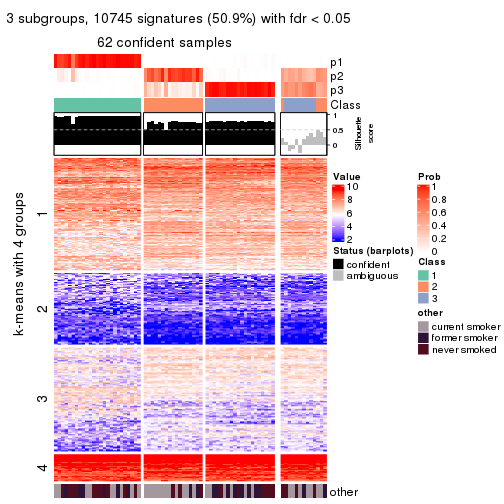 3 subgroups, 10745 signatures (50.9%) with fdr < 0.05
62 confident samples
p1
p2
p3
Class
1
0.5
0
Silhouette
score
k-means with 4 groups
1
2
3
4
other
Value
10
8
6
4
2
Status (barplots)
confident
ambiguous
Prob
1
0.8
0.6
0.4
0.2
0
Class
1
2
3
other
current smoker
former smoker
never smoked